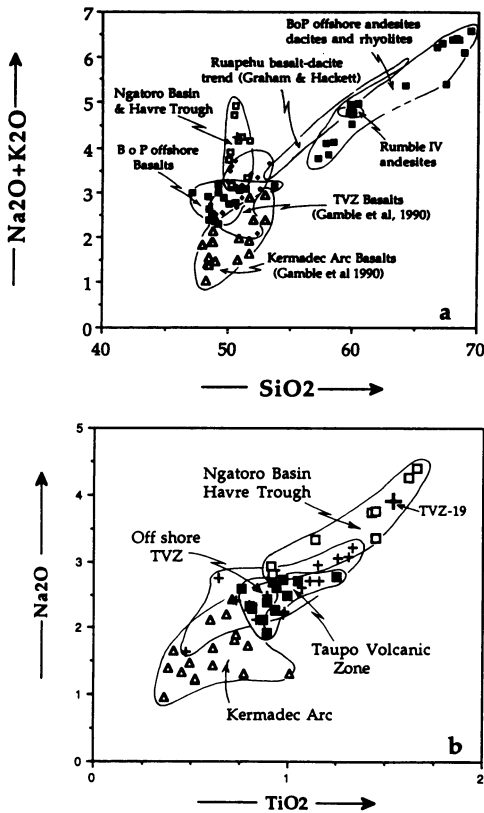 7
6
5
4
3
2
1
0
Na2O+K2O
BoP offshore andesites
dacites and rhyolites
Ruapehu basalt-dacite
trend (Graham & Hackett)
Ngatoro Basin
& Havre Trough
B o P offshore
Basalts
Rumble IV
andesites
TVZ Basalts
(Gamble et al, 1990)
Kermadec Arc Basalts
(Gamble et al 1990)
a
40 50 60 70
SiO2
5
4
3
2
1
0
Na2O
Ngatoro Basin
Havre Trough
TVZ-19
Off shore
TVZ
Taupo Volcanic
Zone
Kermadec Arc
b
0 1 2
TiO2